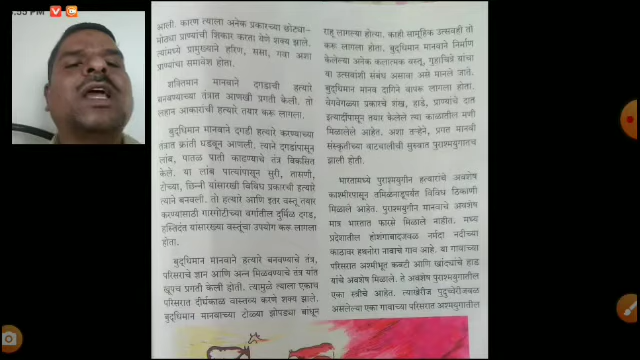 आली. कारण त्याला अनेक प्रकारच्या छोट्या-
मोठ्या प्राण्यांची शिकार करता येणे शक्य झाले.
त्यांमध्ये प्रामुख्याने हरिण, ससा, गवा अशा
प्राण्यांचा समावेश होता.
शक्तिमान मानवाने दगडाची हत्यारे
बनवण्याच्या तंत्रात आणखी प्रगती केली. तो
लहान आकारांची हत्यारे तयार करू लागला.
बुद्धिमान मानवाने दगडी हत्यारे काढण्याच्या
तंत्रात क्रांती घडवून आणली. त्याने दगडांपासून
लांब, पातळ पाती काढण्याचे तंत्र विकसित
केले. या लांब पात्यांपासून सुरी, तासणी,
टोच्या, छिन्नी यांसारखी विविध प्रकारची हत्यारे
त्याने बनवली. तो हत्यारे आणि इतर वस्तू तयार
करण्यासाठी गारगोटीच्या वर्गातील दुर्मिळ दगड,
हस्तिदंत यांसारख्या वस्तूंचा उपयोग करू लागला
होता.
बुद्धिमान मानवाने हत्यारे बनवण्याचे तंत्र,
परिसराचे ज्ञान आणि अन्न मिळवण्याचे तंत्र यांत
खूपच प्रगती केली होती. त्यामुळे त्याला एकाच
परिसरात दीर्घकाळ वास्तव्य करणे शक्य झाले.
बुद्धिमान मानवाच्या टोळ्या झोपड्या बांधून
राहू लागल्या होत्या. काही सामूहिक उत्सवही तो
करू लागला होता. बुद्धिमान मानवाने निर्माण
केलेल्या अनेक कलात्मक वस्तू, गुहाचित्रे यांचा
या उत्सवांशी संबंध असावा असे मानले जाते.
बुद्धिमान मानव दागिने वापरू लागला होता.
वेगवेगळ्या प्रकारचे शंख, हाडे, प्राण्यांचे दात
इत्यादींपासून तयार केलेले त्या काळातील मणी
मिळालेले आहेत. अशा तऱ्हेने, प्रगत मानवी
संस्कृतीच्या वाटचालीची सुरुवात पुराश्मयुगातच
झाली होती.
भारतामध्ये पुराश्मयुगीन हत्यारांचे अवशेष
काश्मीरपासून तमिळनाडूपर्यंत विविध ठिकाणी
मिळाले आहेत. पुराश्मयुगीन मानवाचे अवशेष
मात्र भारतात फारसे मिळाले नाहीत. मध्य
प्रदेशातील होशंगाबादजवळ नर्मदा नदीच्या
काठावर हथनोरा नावाचे गाव आहे. या गावाच्या
परिसरात अश्मीभूत कवटी आणि खांद्यांचे हाड
यांचे अवशेष मिळाले. ते अवशेष पुराश्मयुगातील
एका स्त्रीचे आहेत. त्याखेरीज पुदुच्चेरीजवळ
असलेल्या एका गावाच्या परिसरात अश्मयुगातील